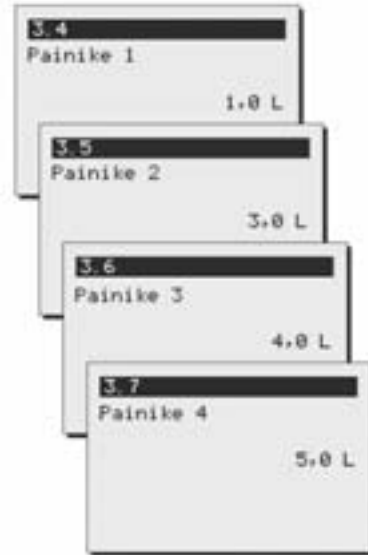 3.4
Painike 1
1,0 L
3.5
Painike 2
3,0 L
3.6
Painike 3
4,0 L
3.7
Painike 4
5,0 L